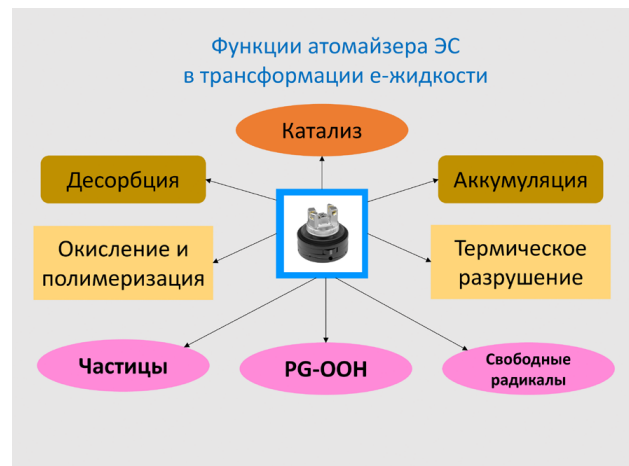 Функции атомайзера ЭС
в трансформации е-жидкости
Катализ
Десорбция
Аккумуляция
Окисление и
полимеризация
Термическое
разрушение
Частицы
PG-OOH
Свободные
радикалы